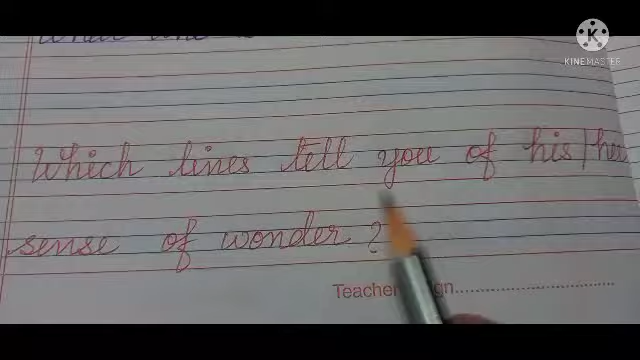 KINEMASTER
Which lines tell you of his/her
sense of wonder?
Teacher